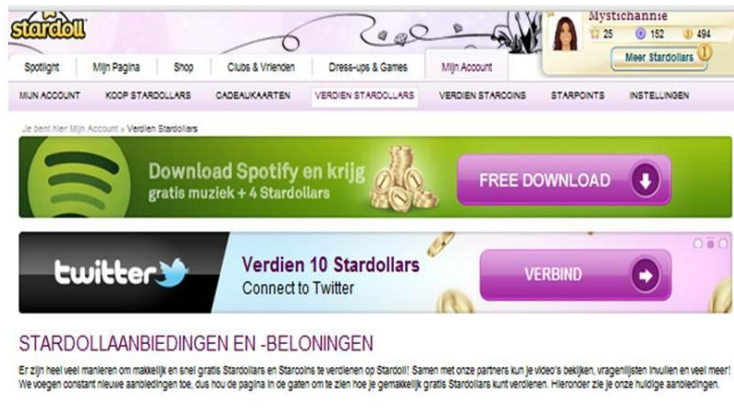 stardoll
Mystichannie
25 152 494
Meer Stardollars
Spotlight Mijn Pagina Shop Clubs & Vrienden Dress-ups & Games Mijn Account
MIJN ACCOUNT KOOP STARDOLLARS CADEAUKAARTEN VERDIEN STARDOLLARS VERDIEN STARCOINS STARPOINTS INSTELLINGEN
Je bent hier: Mijn Account » Verdien Stardollars
Download Spotify en krijg
gratis muziek + 4 Stardollars
FREE DOWNLOAD
twitter
Verdien 10 Stardollars
Connect to Twitter
VERBIND
STARDOLLAANBIEDINGEN EN -BELONINGEN
Er zijn heel veel manieren om makkelijk en snel gratis Stardollars en Starcoins te verdienen op Stardoll! Samen met onze partners kun je video's bekijken, vragenlijsten invullen en veel meer!
We voegen constant nieuwe aanbiedingen toe, dus hou de pagina in de gaten om te zien hoe je gemakkelijk gratis Stardollars kunt verdienen. Hieronder zie je onze huidige aanbiedingen.